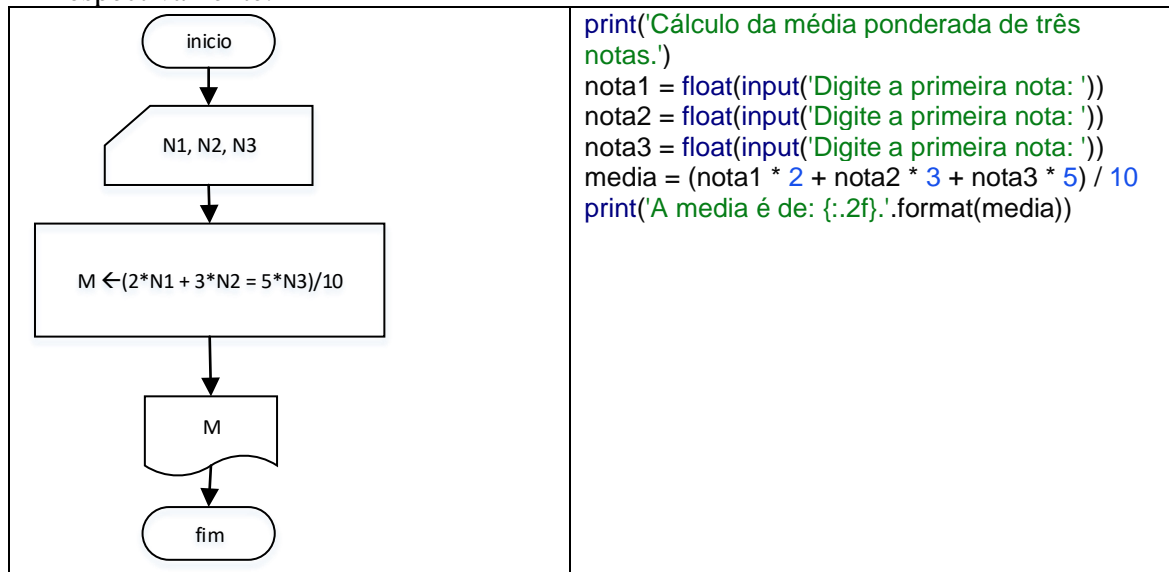 inicio
N1, N2, N3
M ←(2*N1 + 3*N2 = 5*N3)/10
M
fim
print('Cálculo da média ponderada de três
notas.')
nota1 = float(input('Digite a primeira nota: '))
nota2 = float(input('Digite a primeira nota: '))
nota3 = float(input('Digite a primeira nota: '))
media = (nota1 * 2 + nota2 * 3 + nota3 * 5) / 10
print('A media é de: {:.2f}.'.format(media))